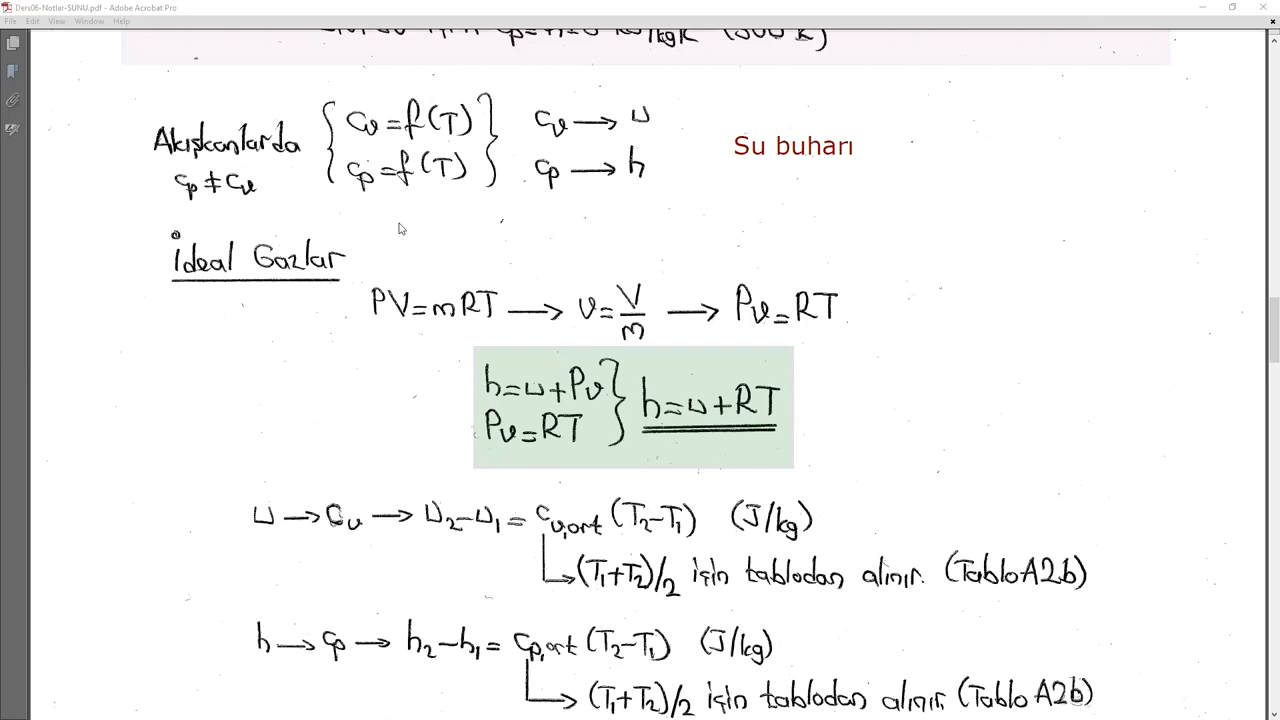 Ders06-Notlar-SUNU.pdf - Adobe Acrobat Pro
File Edit View Window Help
Akışkanlarda
cp ≠ cv
cv = f(T)
cp = f(T)
cv → u
cp → h
Su buharı
İdeal Gazlar
PV = mRT → v = V/m → Pv = RT
h = u + Pv
Pv = RT
h = u + RT
u → cv → u2 - u1 = cv,ort (T2 - T1) (J/kg)
(T1 + T2)/2 için tablodan alınır. (Tablo A2b)
h → cp → h2 - h1 = cp,ort (T2 - T1) (J/kg)
(T1 + T2)/2 için tablodan alınır. (Tablo A2b)